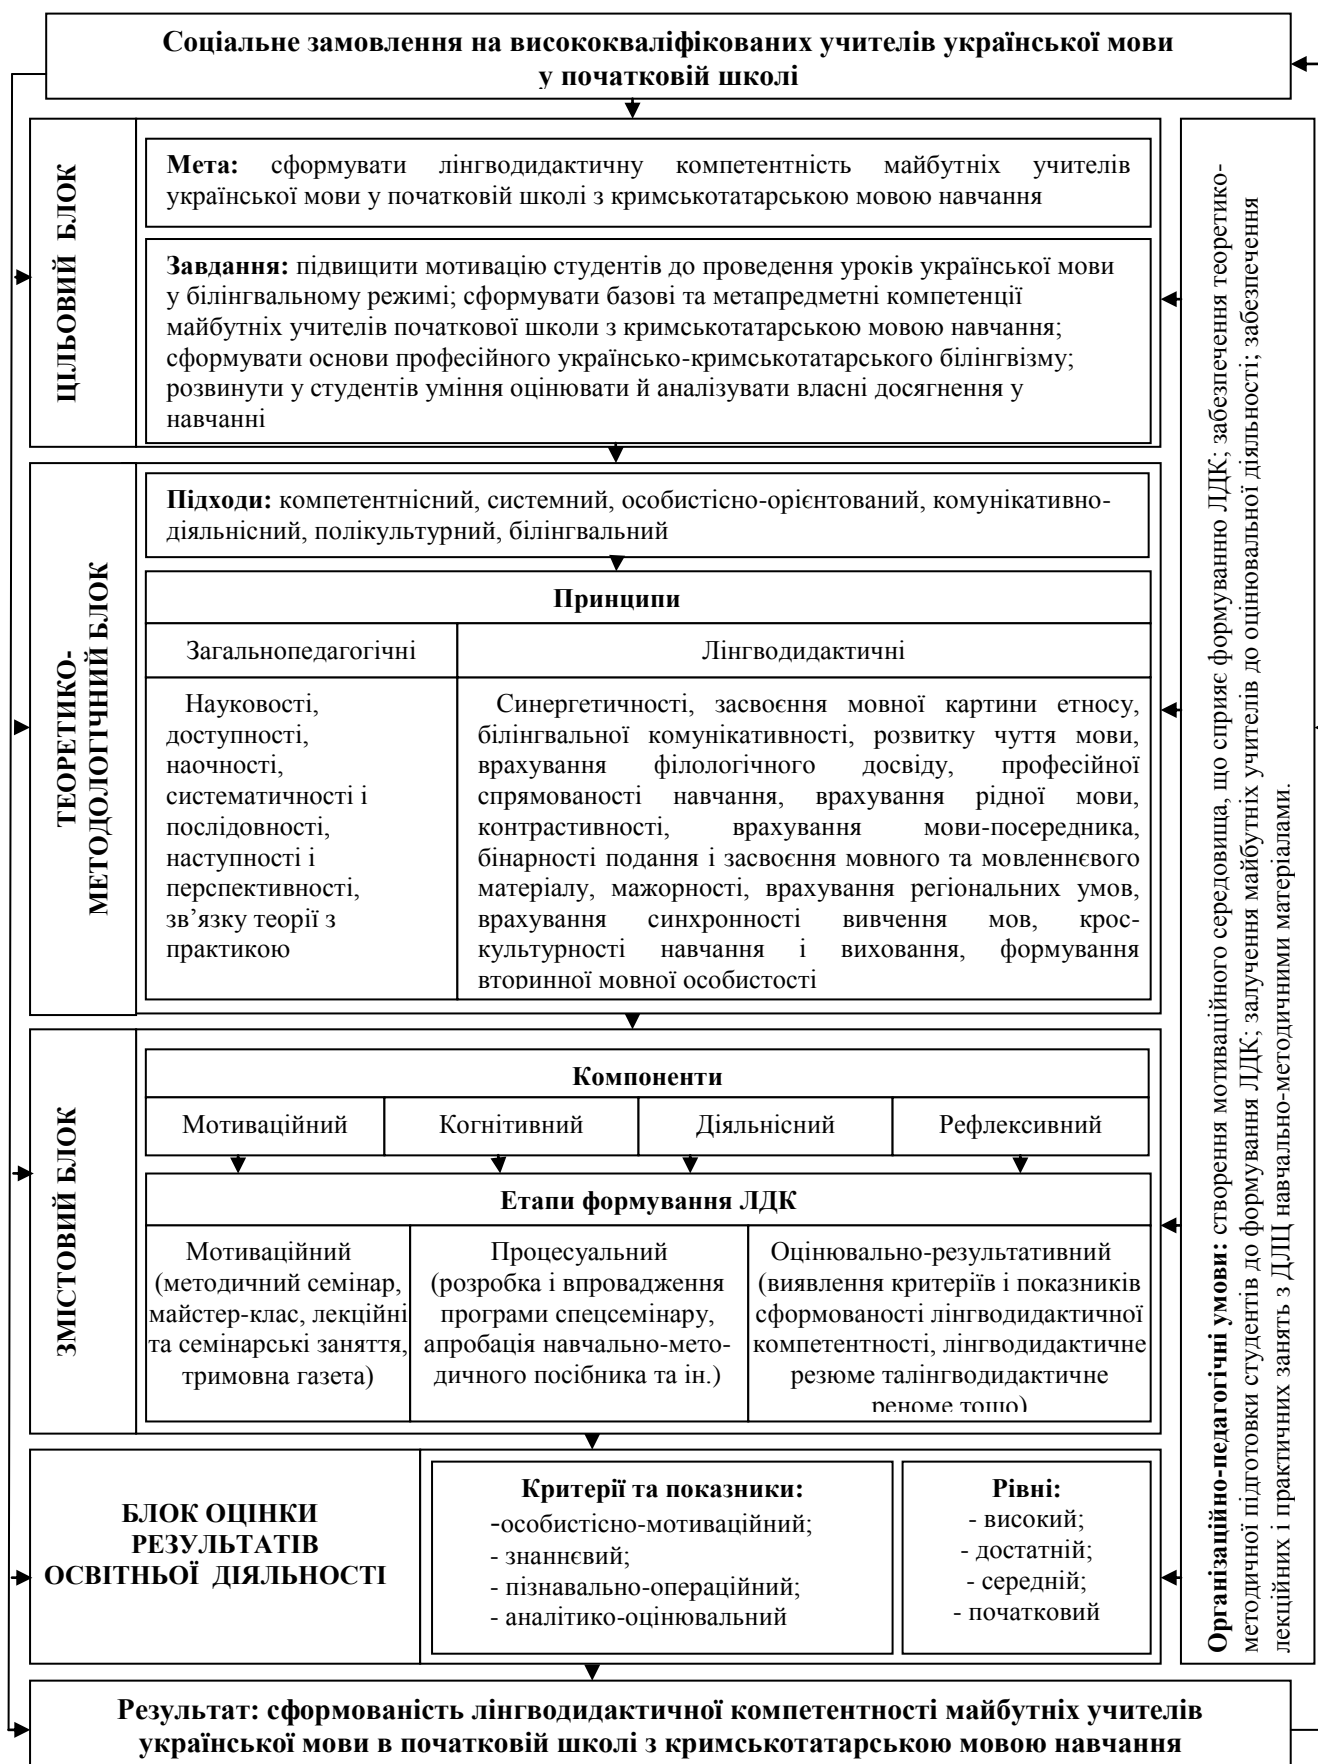 Соціальне замовлення на висококваліфікованих учителів української мови
у початковій школі
ЦІЛЬОВИЙ БЛОК
Мета: сформувати лінгводидактичну компетентність майбутніх учителів
української мови у початковій школі з кримськотатарською мовою навчання
Завдання: підвищити мотивацію студентів до проведення уроків української мови
у білінгвальному режимі; сформувати базові та метапредметні компетенції
майбутніх учителів початкової школи з кримськотатарською мовою навчання;
сформувати основи професійного українсько-кримськотатарського білінгвізму;
розвинути у студентів уміння оцінювати й аналізувати власні досягнення у
навчанні
ТЕОРЕТИКО-
МЕТОДОЛОГІЧНИЙ БЛОК
Підходи: компетентнісний, системний, особистісно-орієнтований, комунікативно-
діяльнісний, полікультурний, білінгвальний
Принципи
Загальнопедагогічні
Науковості,
доступності,
наочності,
систематичності і
послідовності,
наступності і
перспективності,
зв’язку теорії з
практикою
Лінгводидактичні
Синергетичності, засвоєння мовної картини етносу,
білінгвальної комунікативності, розвитку чуття мови,
врахування філологічного досвіду, професійної
спрямованості навчання, врахування рідної мови,
контрастивності, врахування мови-посередника,
бінарності подання і засвоєння мовного та мовленнєвого
матеріалу, мажорності, врахування регіональних умов,
врахування синхронності вивчення мов, крос-
культурності навчання і виховання, формування
вторинної мовної особистості
ЗМІСТОВИЙ БЛОК
Компоненти
Мотиваційний
Когнітивний
Діяльнісний
Рефлексивний
Етапи формування ЛДК
Мотиваційний
(методичний семінар,
майстер-клас, лекційні
та семінарські заняття,
тримовна газета)
Процесуальний
(розробка і впровадження
програми спецсемінару,
апробація навчально-мето-
дичного посібника та ін.)
Оцінювально-результативний
(виявлення критеріїв і показників
сформованості лінгводидактичної
компетентності, лінгводидактичне
резюме талінгводидактичне
реноме тощо)
БЛОК ОЦІНКИ
РЕЗУЛЬТАТІВ
ОСВІТНЬОЇ ДІЯЛЬНОСТІ
Критерії та показники:
-особистісно-мотиваційний;
- знаннєвий;
- пізнавально-операційний;
- аналітико-оцінювальний
Рівні:
- високий;
- достатній;
- середній;
- початковий
Організаційно-педагогічні умови: створення мотиваційного середовища, що сприяє формуванню ЛДК; забезпечення теоретико-
методичної підготовки студентів до формування ЛДК; залучення майбутніх учителів до оцінювальної діяльності; забезпечення
лекційних і практичних занять з ДЛЦ навчально-методичними матеріалами.
Результат: сформованість лінгводидактичної компетентності майбутніх учителів
української мови в початковій школі з кримськотатарською мовою навчання